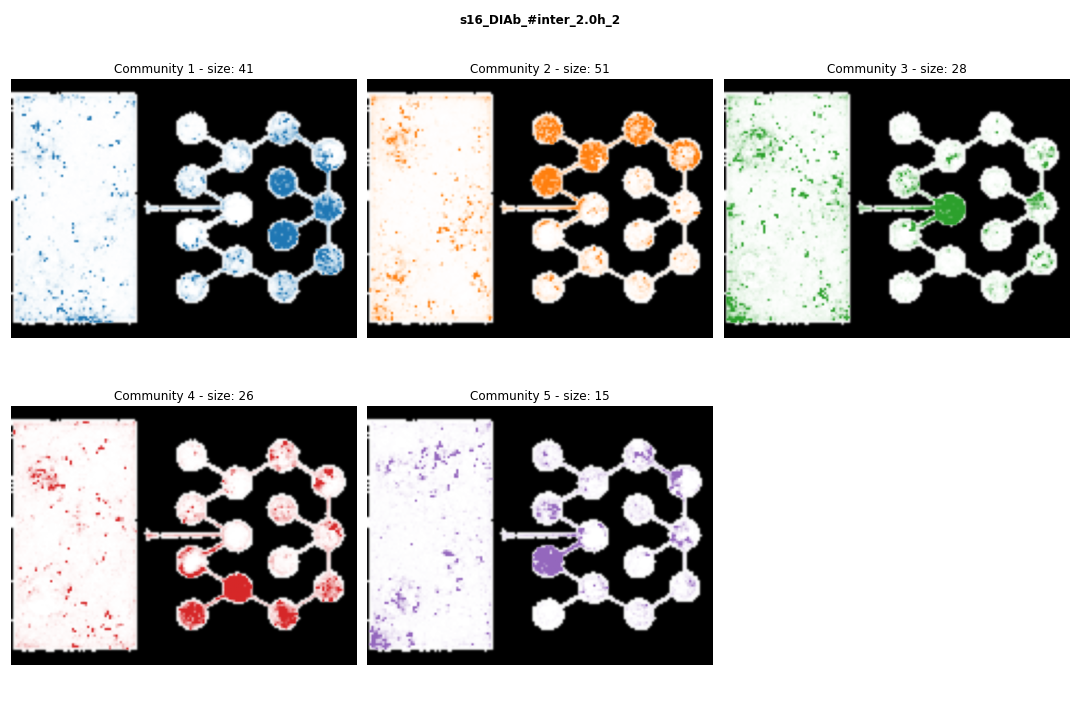 s16_DIAb_#inter_2.0h_2
Community 1 - size: 41
Community 2 - size: 51
Community 3 - size: 28
Community 4 - size: 26
Community 5 - size: 15